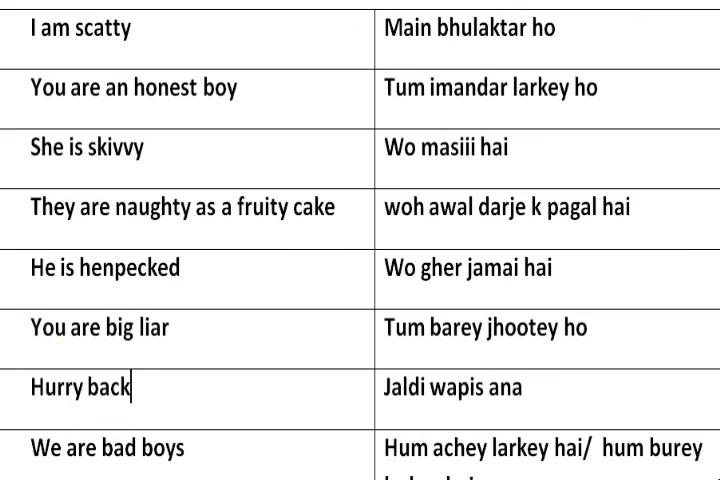 I am scatty
Main bhulaktar ho
You are an honest boy
Tum imandar larkey ho
She is skivvy
Wo masiii hai
They are naughty as a fruity cake
woh awal darje k pagal hai
He is henpecked
Wo gher jamai hai
You are big liar
Tum barey jhootey ho
Hurry back
Jaldi wapis ana
We are bad boys
Hum achey larkey hai/ hum burey